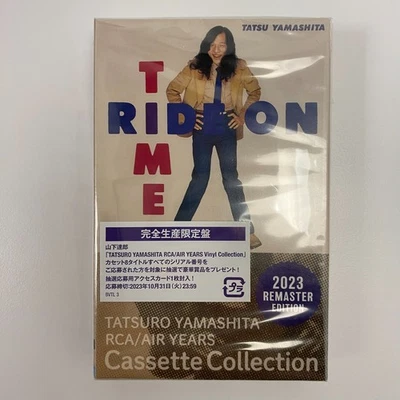 TATSU YAMASHITA
RIDE ON
TIME
完全生産限定盤
山下達郎
「TATSURO YAMASHITA RCA/AIR YEARS Vinyl Collection」
カセット8タイトルすべてのシリアル番号を
ご応募された方を対象に抽選で豪華賞品をプレゼント！
抽選応募用アクセスカード1枚封入！
応募締切:2023年10月31日(火)23:59
BVTL 3
プラ
2023
REMASTER
EDITION
TATSURO YAMASHITA
RCA/AIR YEARS
Cassette Collection